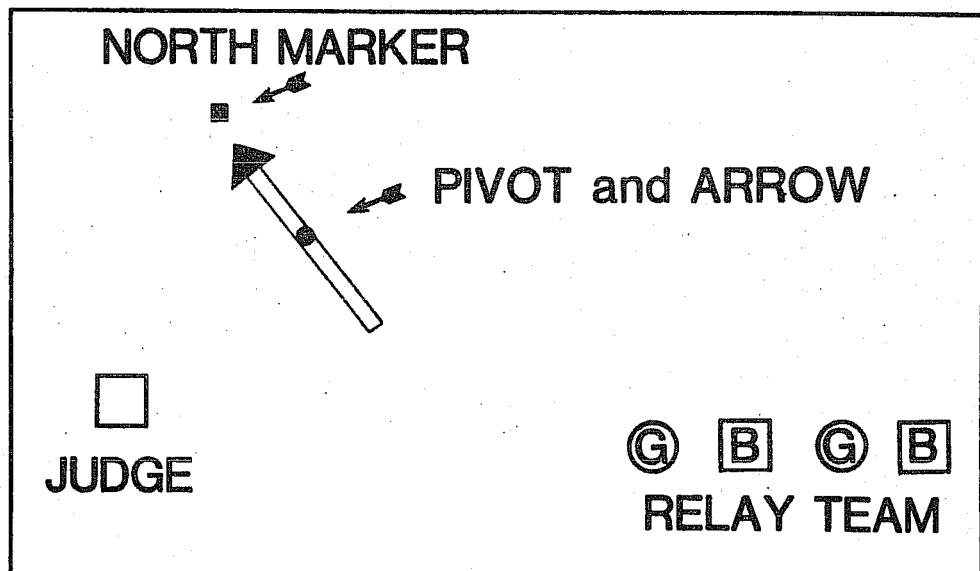 NORTH MARKER
PIVOT and ARROW
G B G B
JUDGE
RELAY TEAM